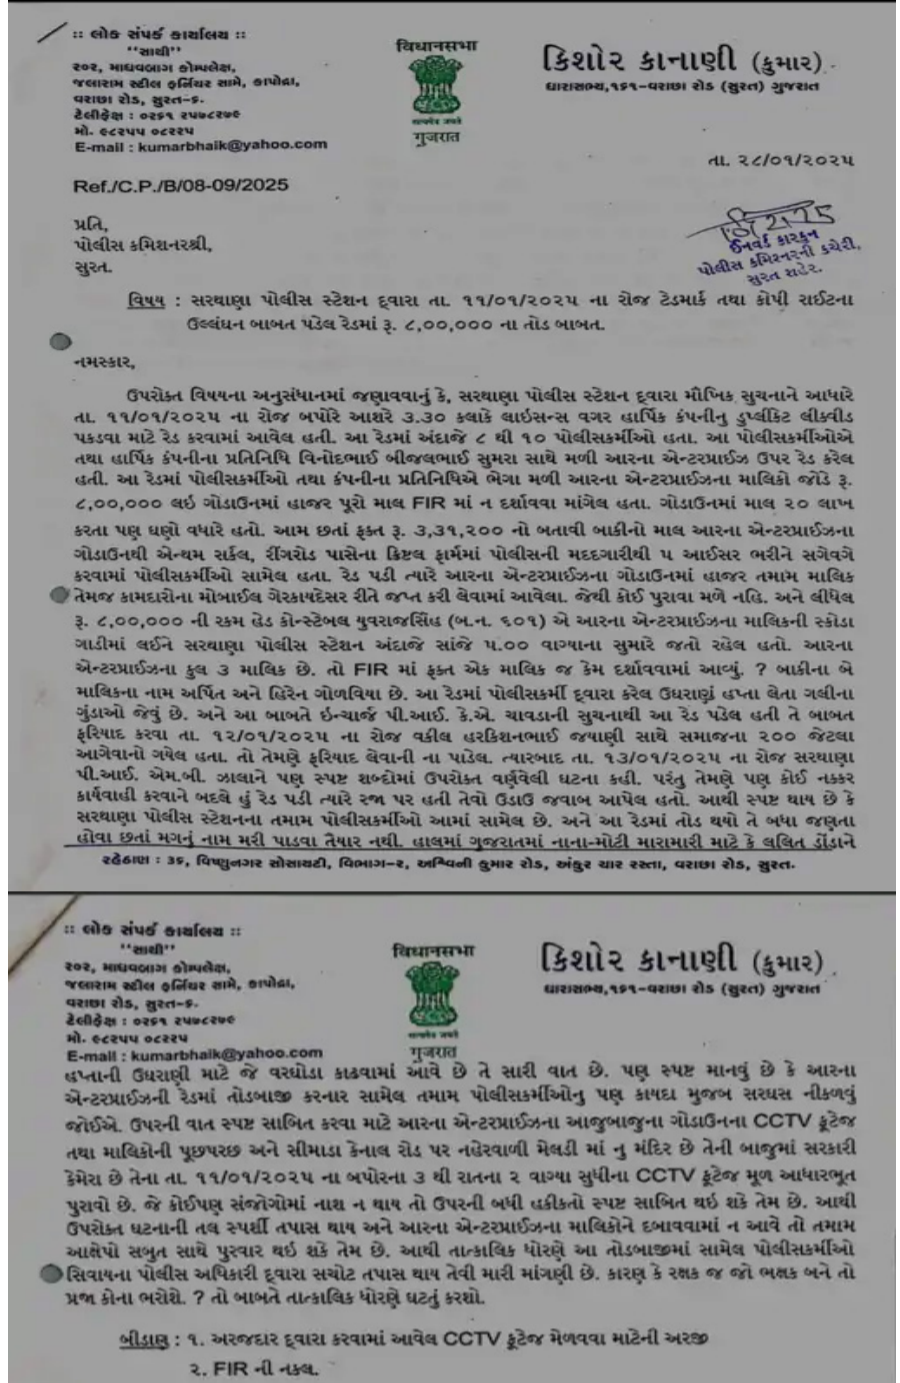 :: લોક સંપર્ક કાર્યાલય ::
"સાથી"
૨૦૨, માધવબાગ કોમ્પલેક્ષ,
જલારામ સ્ટીલ ફર્નિચર સામે, કાપોદ્રા,
વરાછા રોડ, સુરત-૬.
ટેલીફેક્ષ : ૦૨૬૧ ૨૫૭૮૨૭૯
મો. ૯૮૨૫૫ ૦૮૨૨૫
E-mail : kumarbhaik@yahoo.com
વિધાનસભા
ગુજરાત
કિશોર કાનાણી (કુમાર)
ધારાસભ્ય,૧૬૧-વરાછા રોડ (સુરત) ગુજરાત
તા. ૨૮/૦૧/૨૦૨૫
Ref./C.P./B/08-09/2025
પ્રતિ,
પોલીસ કમિશનરશ્રી,
સુરત.
ઈનવર્ડ કારકુન
પોલીસ કમિશ્નરની કચેરી,
સુરત શહેર.
વિષય : સરથાણા પોલીસ સ્ટેશન દ્વારા તા. ૧૧/૦૧/૨૦૨૫ ના રોજ ટેડમાર્ક તથા કોપી રાઈટના
ઉલ્લંઘન બાબત પડેલ રેડમાં રૂ. ૮,૦૦,૦૦૦ ના તોડ બાબત.
નમસ્કાર,
ઉપરોક્ત વિષયના અનુસંધાનમાં જણાવવાનું કે, સરથાણા પોલીસ સ્ટેશન દ્વારા મૌખિક સુચનાને આધારે
તા. ૧૧/૦૧/૨૦૨૫ ના રોજ બપોરે આશરે ૩.૩૦ કલાકે લાઇસન્સ વગર હાર્પિક કંપનીનુ ડુપ્લીકેટ લીક્વીડ
પકડવા માટે રેડ કરવામાં આવેલ હતી. આ રેડમાં અંદાજે ૮ થી ૧૦ પોલીસકર્મીઓ હતા. આ પોલીસકર્મીઓએ
તથા હાર્પિક કંપનીના પ્રતિનિધિ વિનોદભાઈ બીજલભાઈ સુમરા સાથે મળી આરના એન્ટરપ્રાઈઝ ઉપર રેડ કરેલ
હતી. આ રેડમાં પોલીસકર્મીઓ તથા કંપનીના પ્રતિનિધિએ ભેગા મળી આરના એન્ટરપ્રાઈઝના માલિકો જોડે રૂ.
૮,૦૦,૦૦૦ લઇ ગોડાઉનમાં હાજર પૂરો માલ FIR માં ન દર્શાવવા માંગેલ હતા. ગોડાઉનમાં માલ ૨૦ લાખ
કરતા પણ ઘણો વધારે હતો. આમ છતાં ફક્ત રૂ. ૩,૩૧,૨૦૦ નો બતાવી બાકીનો માલ આરના એન્ટરપ્રાઈઝના
ગોડાઉનથી એન્થમ સર્કલ, રીંગરોડ પાસેના ક્રિષ્ટલ ફાર્મમાં પોલીસની મદદગારીથી ૫ આઈસર ભરીને સગેવગે
કરવામાં પોલીસકર્મીઓ સામેલ હતા. રેડ પડી ત્યારે આરના એન્ટરપ્રાઈઝના ગોડાઉનમાં હાજર તમામ માલિક
તેમજ કામદારોના મોબાઈલ ગેરકાયદેસર રીતે જપ્ત કરી લેવામાં આવેલા. જેથી કોઈ પુરાવા મળે નહિ. અને લીધેલ
રૂ. ૮,૦૦,૦૦૦ ની રકમ હેડ કોન્સ્ટેબલ યુવરાજસિંહ (બ.ન. ૬૦૧) એ આરના એન્ટરપ્રાઈઝના માલિકની સ્કોડા
ગાડીમાં લઈને સરથાણા પોલીસ સ્ટેશન અંદાજે સાંજે ૫.૦૦ વાગ્યાના સુમારે જતો રહેલ હતો. આરના
એન્ટરપ્રાઈઝના કુલ ૩ માલિક છે. તો FIR માં ફક્ત એક માલિક જ કેમ દર્શાવવામાં આવ્યું. ? બાકીના બે
માલિકના નામ અર્પિત અને હિરેન ગોળવિયા છે. આ રેડમાં પોલીસકર્મી દ્વારા કરેલ ઉઘરાણું હપ્તા લેતા ગલીના
ગુંડાઓ જેવું છે. અને આ બાબતે ઇન્ચાર્જ પી.આઈ. કે.એ. ચાવડાની સુચનાથી આ રેડ પડેલ હતી તે બાબત
ફરિયાદ કરવા તા. ૧૨/૦૧/૨૦૨૫ ના રોજ વકીલ હરકિશનભાઈ જયાણી સાથે સમાજના ૨૦૦ જેટલા
આગેવાનો ગયેલ હતા. તો તેમણે ફરિયાદ લેવાની ના પાડેલ. ત્યારબાદ તા. ૧૩/૦૧/૨૦૨૫ ના રોજ સરથાણા
પી.આઈ. એમ.બી. ઝાલાને પણ સ્પષ્ટ શબ્દોમાં ઉપરોક્ત વર્ણવેલી ઘટના કહી. પરંતુ તેમણે પણ કોઈ નક્કર
કાર્યવાહી કરવાને બદલે હું રેડ પડી ત્યારે રજા પર હતી તેવો ઉડાઉ જવાબ આપેલ હતો. આથી સ્પષ્ટ થાય છે કે
સરથાણા પોલીસ સ્ટેશનના તમામ પોલીસકર્મીઓ આમાં સામેલ છે. અને આ રેડમાં તોડ થયો તે બધા જણતા
હોવા છતાં મગનું નામ મરી પાડવા તૈયાર નથી. હાલમાં ગુજરાતમાં નાના-મોટી મારામારી માટે કે લલિત ડોંડાને
રહેઠાણ : ૩૬, વિષ્ણુનગર સોસાયટી, વિભાગ-૨, અશ્વિની કુમાર રોડ, અંકુર ચાર રસ્તા, વરાછા રોડ, સુરત.
:: લોક સંપર્ક કાર્યાલય ::
"સાથી"
૨૦૨, માધવબાગ કોમ્પલેક્ષ,
જલારામ સ્ટીલ ફર્નિચર સામે, કાપોદ્રા,
વરાછા રોડ, સુરત-૬.
ટેલીફેક્ષ : ૦૨૬૧ ૨૫૭૮૨૭૯
મો. ૯૮૨૫૫ ૦૮૨૨૫
E-mail : kumarbhaik@yahoo.com
વિધાનસભા
ગુજરાત
કિશોર કાનાણી (કુમાર)
ધારાસભ્ય,૧૬૧-વરાછા રોડ (સુરત) ગુજરાત
હપ્તાની ઉઘરાણી માટે જે વરઘોડા કાઢવામાં આવે છે તે સારી વાત છે. પણ સ્પષ્ટ માનવું છે કે આરના
એન્ટરપ્રાઈઝની રેડમાં તોડબાજી કરનાર સામેલ તમામ પોલીસકર્મીઓનુ પણ કાયદા મુજબ સરઘસ નીકળવું
જોઈએ. ઉપરની વાત સ્પષ્ટ સાબિત કરવા માટે આરના એન્ટરપ્રાઈઝના આજુબાજુના ગોડાઉનના CCTV ફૂટેજ
તથા માલિકોની પૂછપરછ અને સીમાડા કેનાલ રોડ પર નહેરવાળી મેલડી માં નુ મંદિર છે તેની બાજુમાં સરકારી
કેમેરા છે તેના તા. ૧૧/૦૧/૨૦૨૫ ના બપોરના ૩ થી રાતના ૨ વાગ્યા સુધીના CCTV ફૂટેજ મૂળ આધારભૂત
પુરાવો છે. જે કોઈપણ સંજોગોમાં નાશ ન થાય તો ઉપરની બધી હકીકતો સ્પષ્ટ સાબિત થઇ શકે તેમ છે. આથી
ઉપરોક્ત ઘટનાની તલ સ્પર્શી તપાસ થાય અને આરના એન્ટરપ્રાઈઝના માલિકોને દબાવવામાં ન આવે તો તમામ
આક્ષેપો સબુત સાથે પુરવાર થઇ શકે તેમ છે. આથી તાત્કાલિક ધોરણે આ તોડબાજીમાં સામેલ પોલીસકર્મીઓ
સિવાયના પોલીસ અધિકારી દ્વારા સચોટ તપાસ થાય તેવી મારી માંગણી છે. કારણ કે રક્ષક જ જો ભક્ષક બને તો
પ્રજા કોના ભરોશે. ? તો બાબતે તાત્કાલિક ધોરણે ઘટતું કરશો.
બીડાણ : ૧. અરજદાર દ્વારા કરવામાં આવેલ CCTV ફૂટેજ મેળવવા માટેની અરજી
૨. FIR ની નકલ.